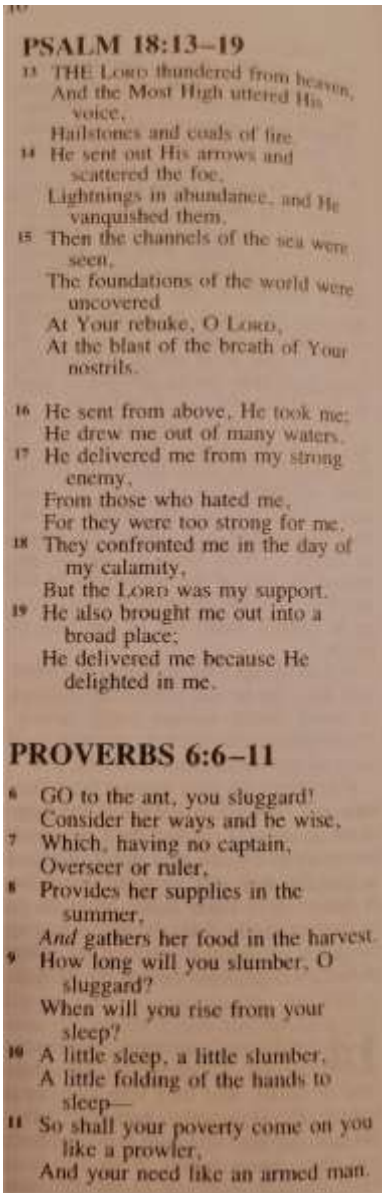 PSALM 18:13–19
13 THE LORD thundered from heaven,
And the Most High uttered His
voice,
Hailstones and coals of fire.
14 He sent out His arrows and
scattered the foe,
Lightnings in abundance, and He
vanquished them.
15 Then the channels of the sea were
seen,
The foundations of the world were
uncovered
At Your rebuke, O LORD,
At the blast of the breath of Your
nostrils.
16 He sent from above, He took me;
He drew me out of many waters.
17 He delivered me from my strong
enemy,
From those who hated me,
For they were too strong for me.
18 They confronted me in the day of
my calamity,
But the LORD was my support.
19 He also brought me out into a
broad place;
He delivered me because He
delighted in me.
PROVERBS 6:6–11
6 GO to the ant, you sluggard!
Consider her ways and be wise,
7 Which, having no captain,
Overseer or ruler,
8 Provides her supplies in the
summer,
And gathers her food in the harvest.
9 How long will you slumber, O
sluggard?
When will you rise from your
sleep?
10 A little sleep, a little slumber,
A little folding of the hands to
sleep—
11 So shall your poverty come on you
like a prowler,
And your need like an armed man.